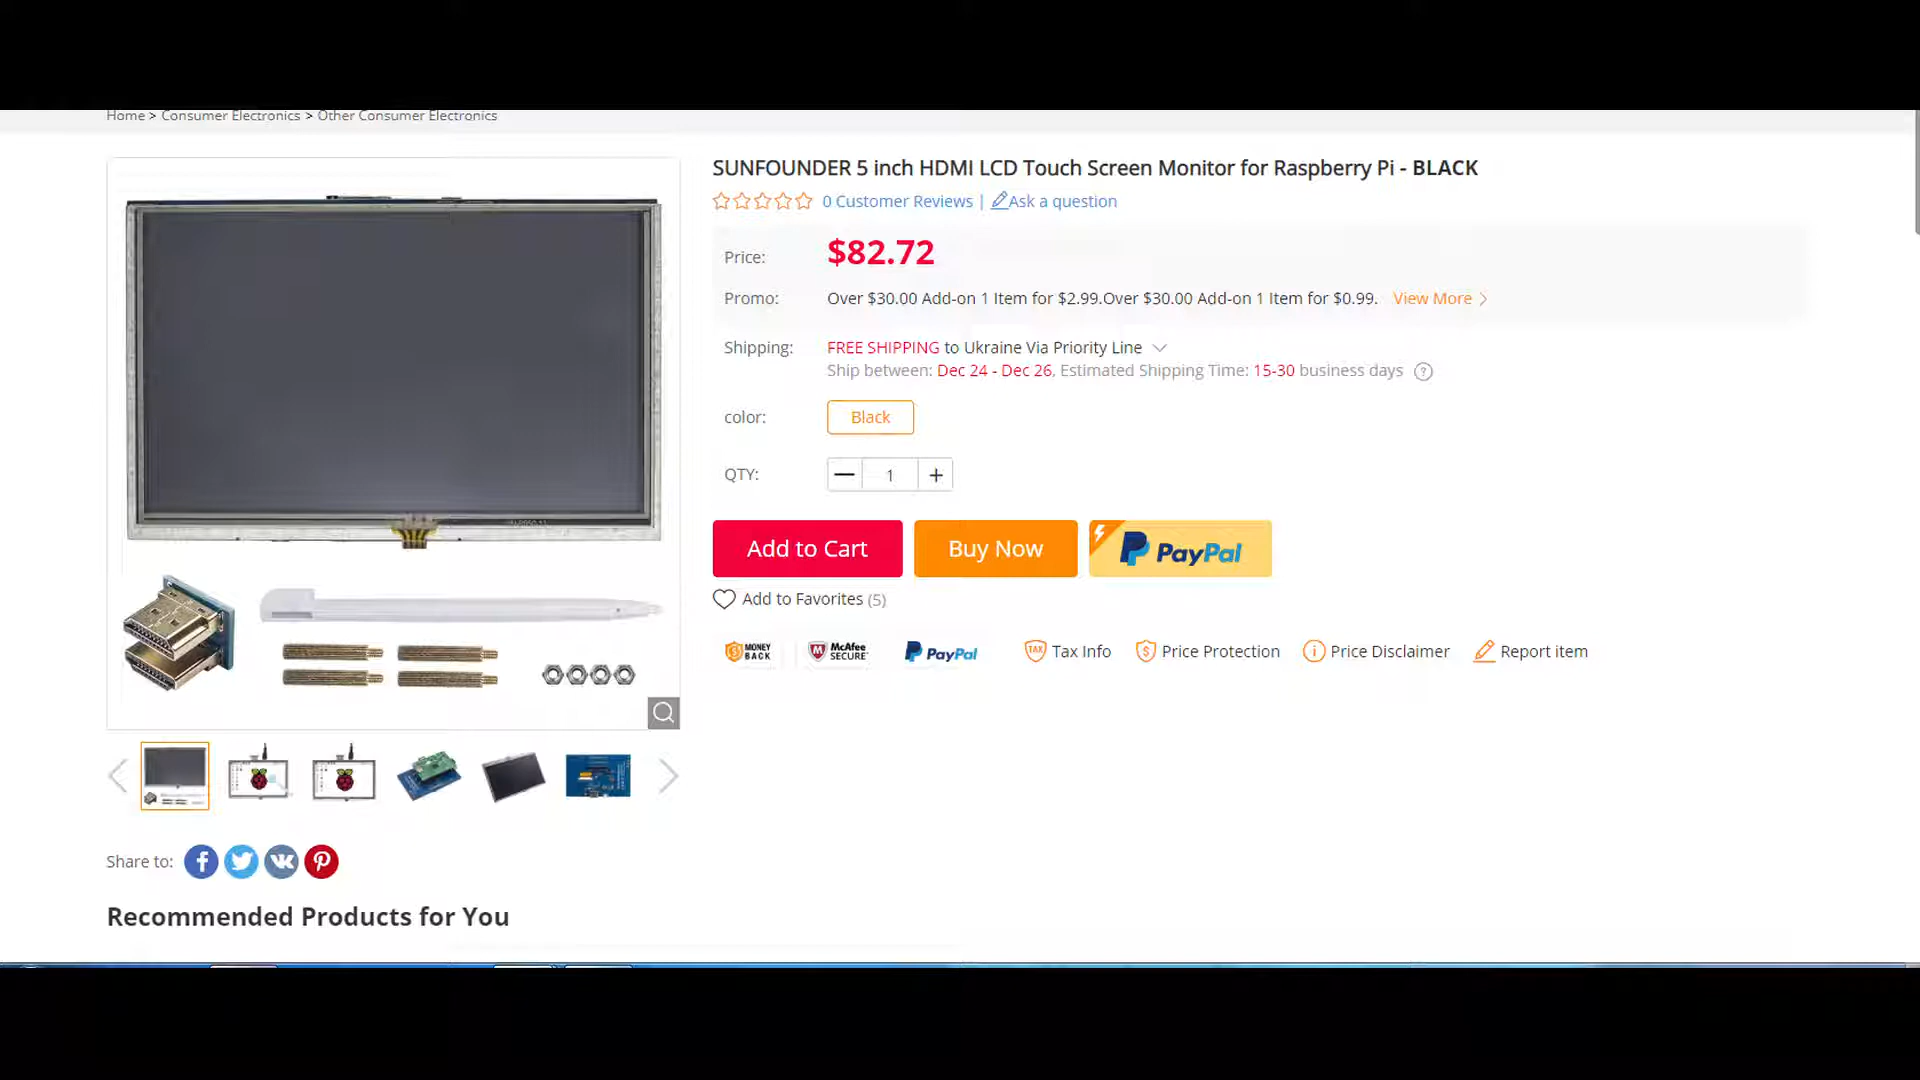 Home > Consumer Electronics > Other Consumer Electronics
SUNFOUNDER 5 inch HDMI LCD Touch Screen Monitor for Raspberry Pi - BLACK
0 Customer Reviews | Ask a question
Price: $82.72
Promo: Over $30.00 Add-on 1 Item for $2.99.Over $30.00 Add-on 1 Item for $0.99. View More >
Shipping: FREE SHIPPING to Ukraine Via Priority Line
Ship between: Dec 24 - Dec 26, Estimated Shipping Time: 15-30 business days ?
color: Black
QTY: 1 +
Add to Cart Buy Now PayPal
Add to Favorites (5)
MONEY BACK McAfee SECURE PayPal TAX Tax Info $ Price Protection i Price Disclaimer Report item
Share to:
Recommended Products for You